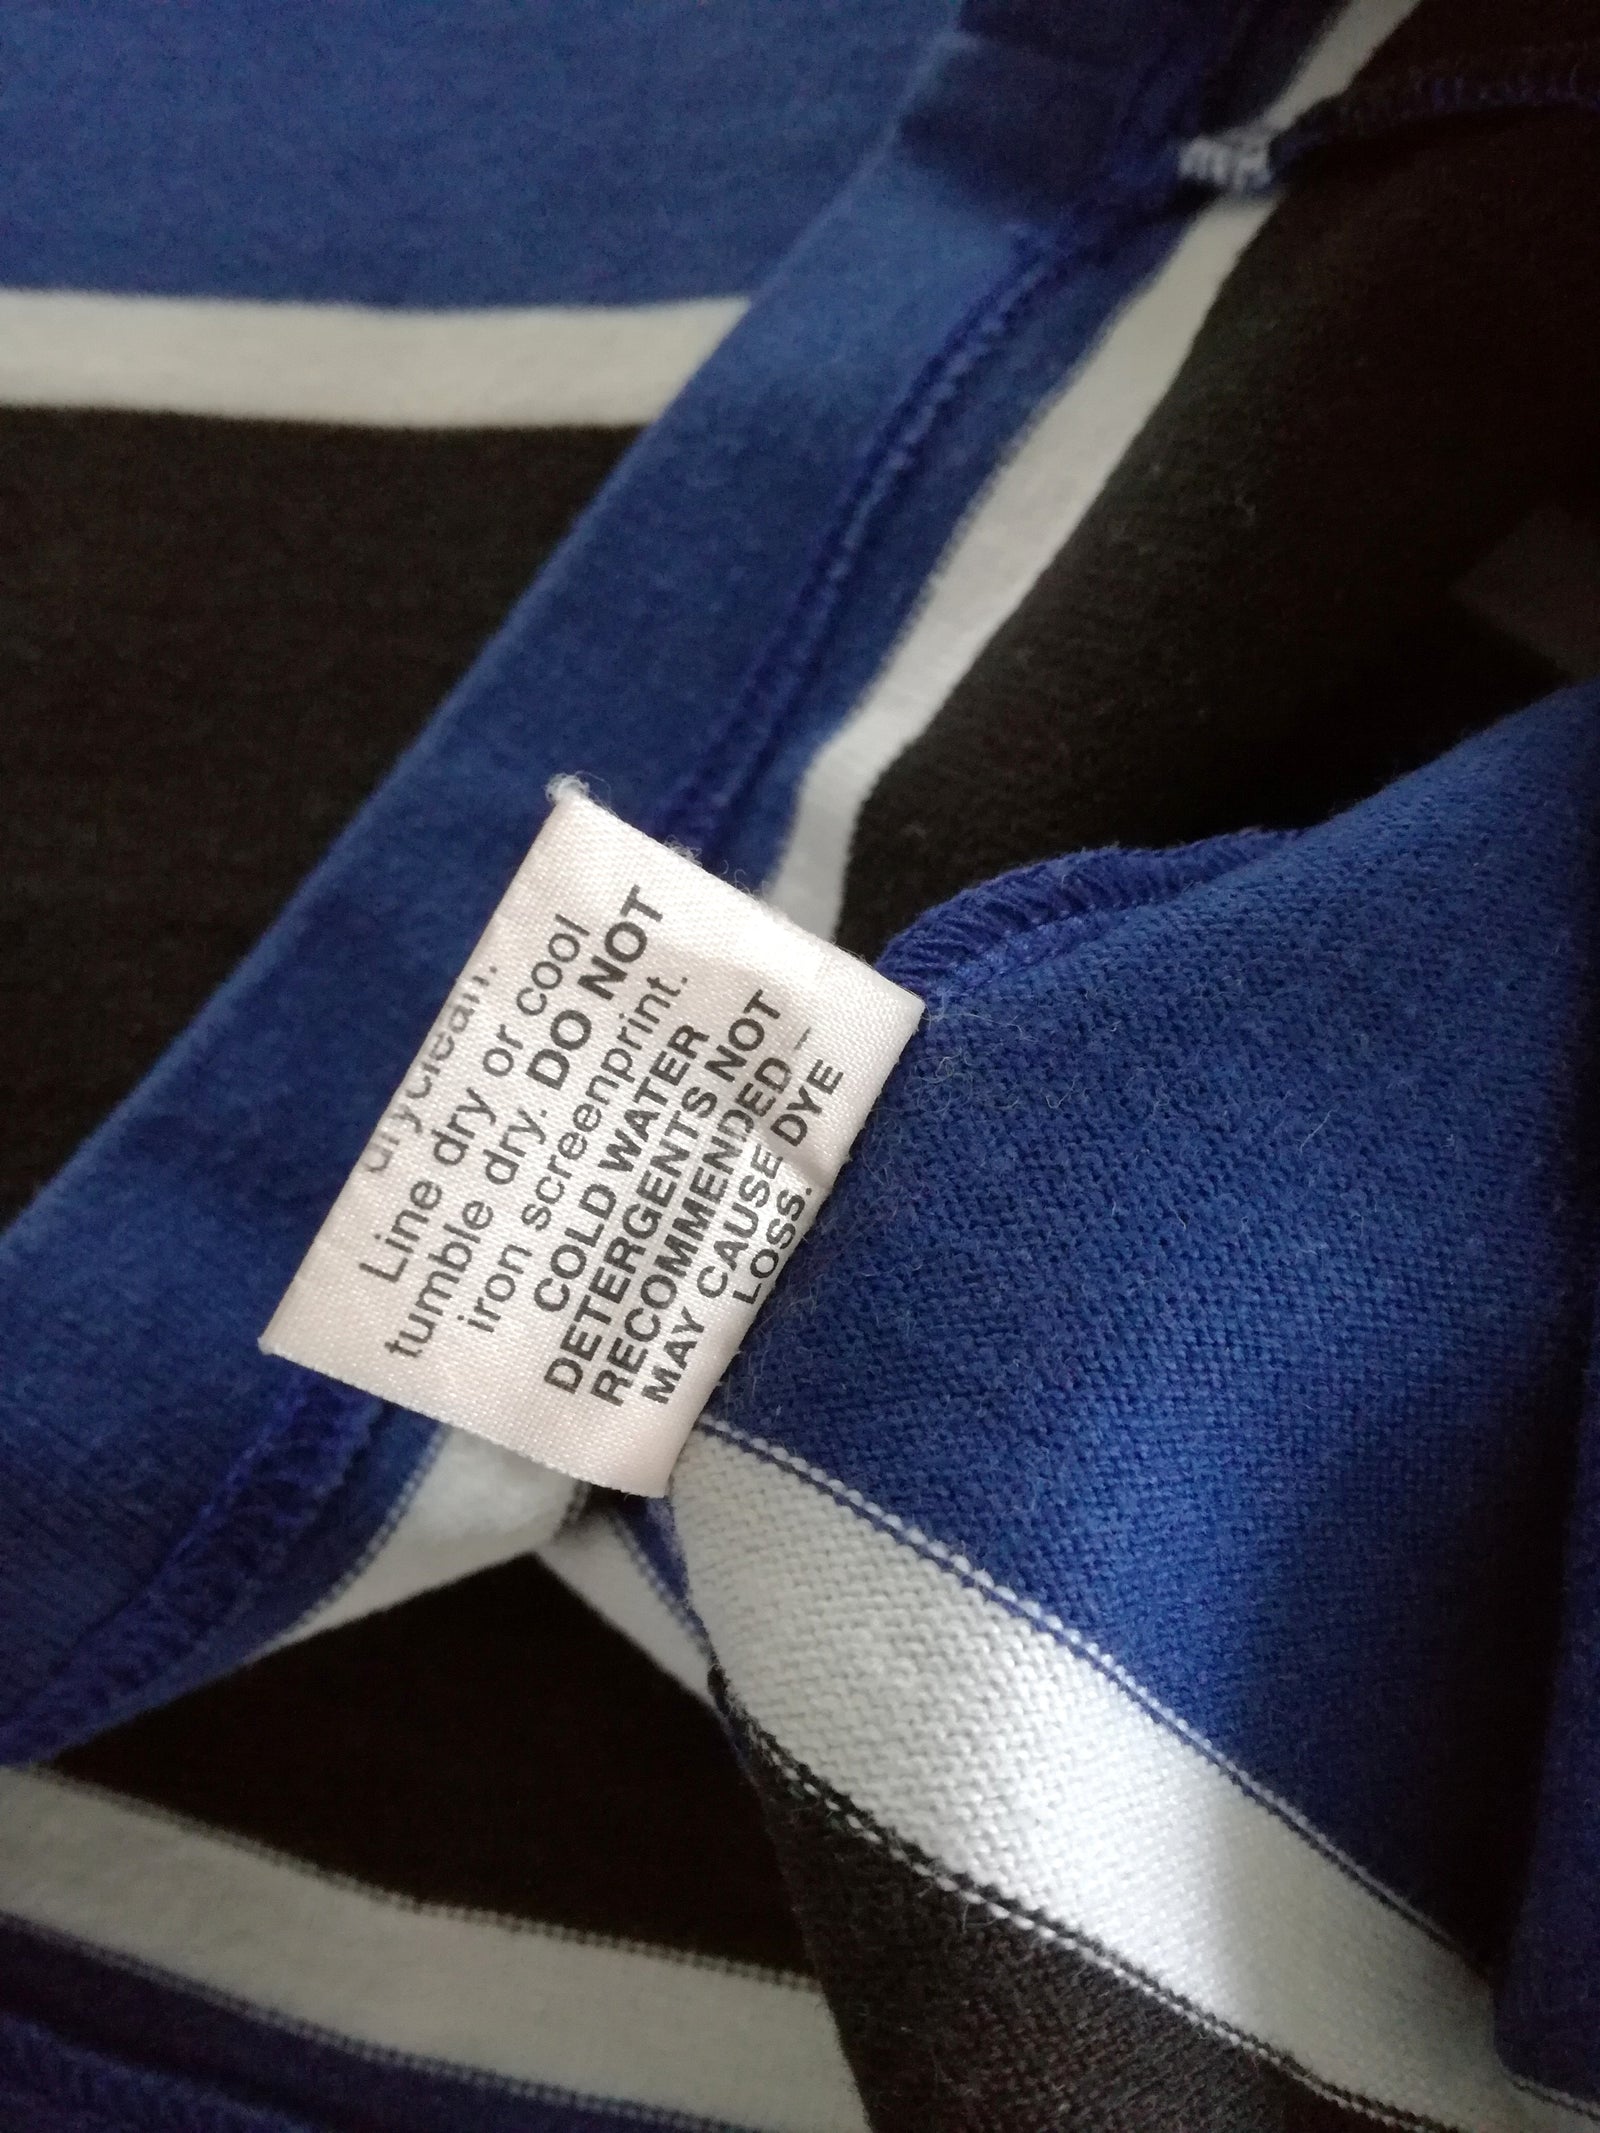 dryclean.
Line dry or cool
tumble dry. DO NOT
iron screenprint.
COLD WATER
DETERGENTS NOT
RECOMMENDED –
MAY CAUSE DYE
LOSS.